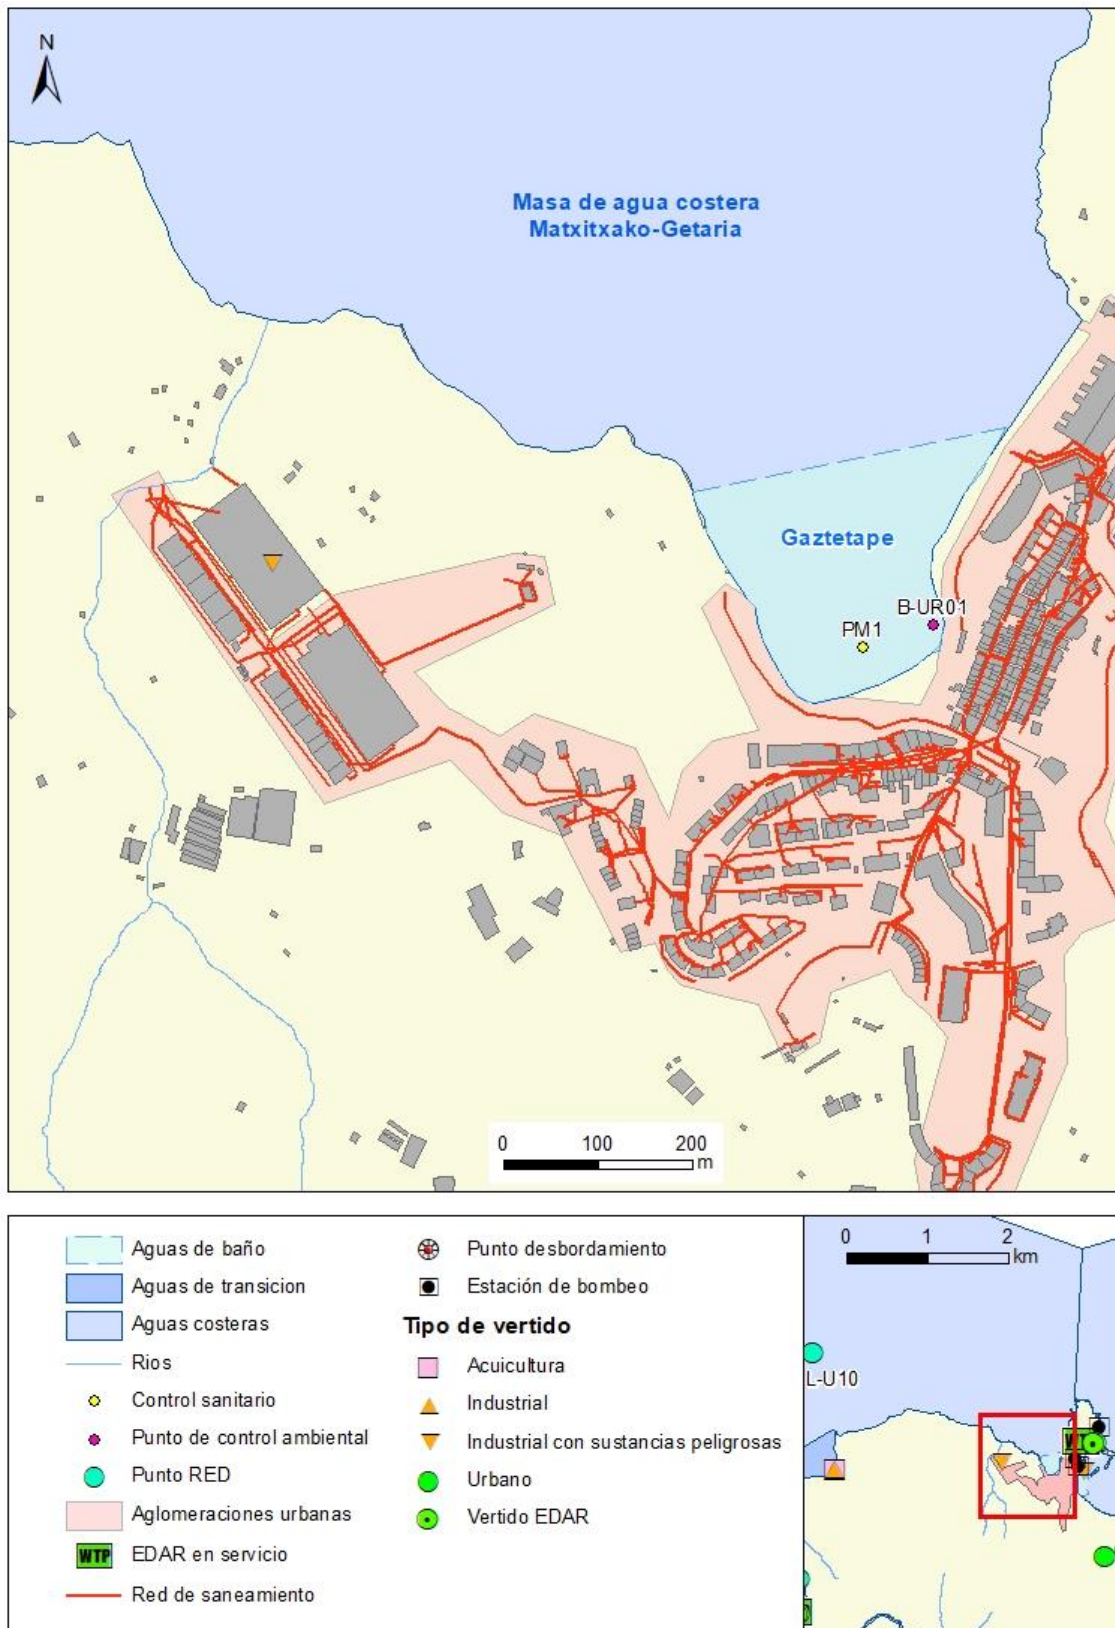 N
Masa de agua costera
Matxitxako-Getaria
Gaztetape
B-UR01
PM1
0 100 200
m
Aguas de baño
Aguas de transicion
Aguas costeras
Rios
Control sanitario
Punto de control ambiental
Punto RED
Aglomeraciones urbanas
WTP EDAR en servicio
Red de saneamiento
Punto desbordamiento
Estación de bombeo
Tipo de vertido
Acuicultura
Industrial
Industrial con sustancias peligrosas
Urbano
Vertido EDAR
0 1 2
km
L-U10